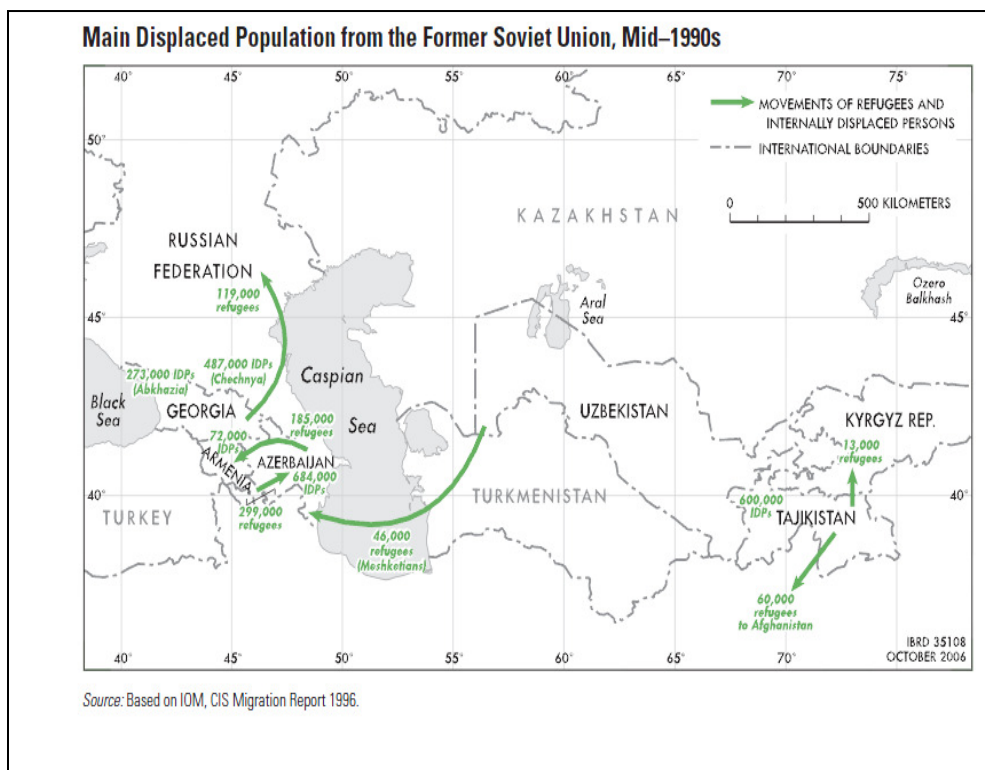 Main Displaced Population from the Former Soviet Union, Mid–1990s
40° 45° 50° 55° 60° 65° 70° 75°
MOVEMENTS OF REFUGEES AND
INTERNALLY DISPLACED PERSONS
INTERNATIONAL BOUNDARIES
0 500 KILOMETERS
50°
KAZAKHSTAN
RUSSIAN
FEDERATION
119,000
refugees
Aral
Sea
Ozero
Balkhash
45°
45°
487,000 IDPs
(Chechnya)
273,000 IDPs
(Abkhazia)
Caspian
Sea
Black
Sea
GEORGIA
185,000
refugees
72,000
IDPs
ARMENIA
AZERBAIJAN
684,000
IDPs
299,000
refugees
UZBEKISTAN
KYRGYZ REP.
13,000
refugees
40°
40°
TURKEY
TURKMENISTAN
600,000
IDPs
TAJIKISTAN
46,000
refugees
(Meshketians)
60,000
refugees
to Afghanistan
IBRD 35108
OCTOBER 2006
40° 45° 50° 55° 60° 65° 70° 75°
Source: Based on IOM, CIS Migration Report 1996.